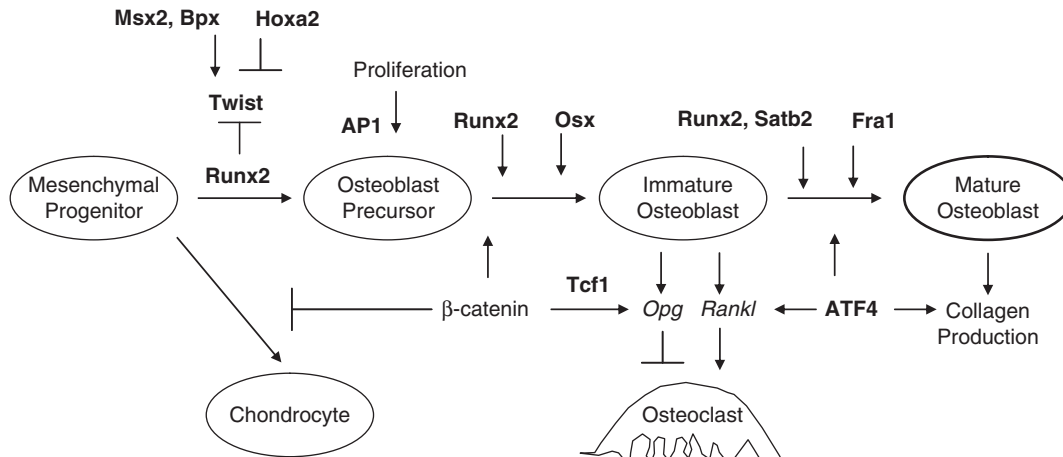 Msx2, Bpx
Hoxa2
Proliferation
Twist
AP1
Runx2
Osx
Runx2, Satb2
Fra1
Runx2
Mesenchymal
Progenitor
Osteoblast
Precursor
Immature
Osteoblast
Mature
Osteoblast
Tcf1
β-catenin
Opg
Rankl
ATF4
Collagen
Production
Chondrocyte
Osteoclast